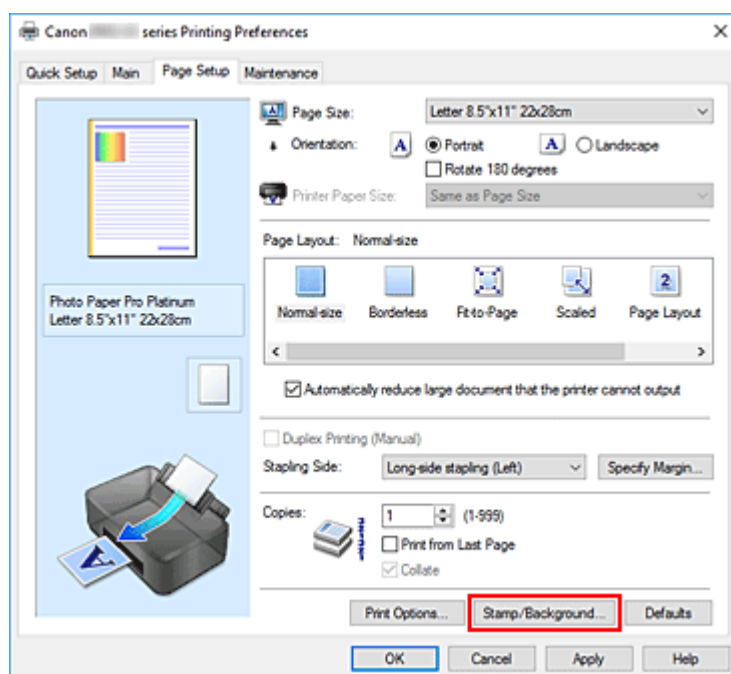 Canon series Printing Preferences
Quick Setup Main Page Setup Maintenance
Page Size: Letter 8.5"x11" 22x28cm
Orientation: A Portrait A Landscape
Rotate 180 degrees
Printer Paper Size: Same as Page Size
Page Layout: Normal-size
2
Normal-size Borderless Fit-to-Page Scaled Page Layout
Photo Paper Pro Platinum
Letter 8.5"x11" 22x28cm
Automatically reduce large document that the printer cannot output
Duplex Printing (Manual)
Stapling Side: Long-side stapling (Left) Specify Margin...
Copies: 1 (1-999)
Print from Last Page
Collate
A
Print Options... Stamp/Background... Defaults
OK Cancel Apply Help